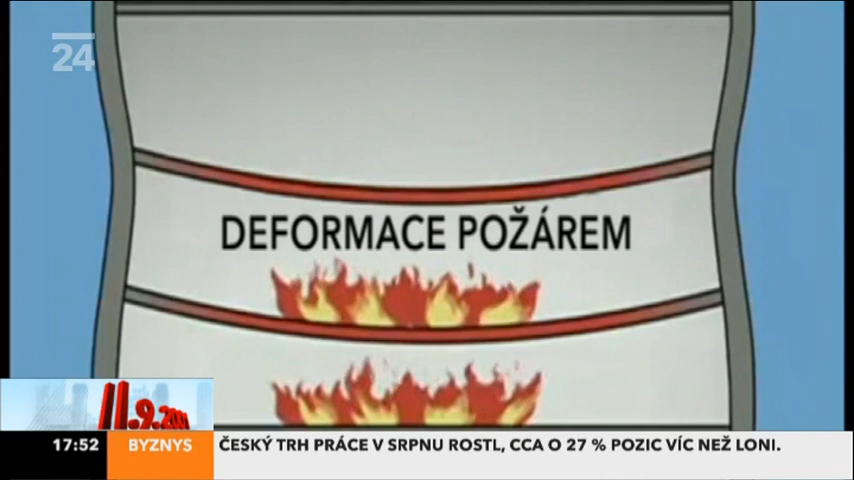 24
DEFORMACE POŽÁREM
11.9.2001
17:52 BYZNYS ČESKÝ TRH PRÁCE V SRPNU ROSTL, CCA O 27 % POZIC VÍC NEŽ LONI.